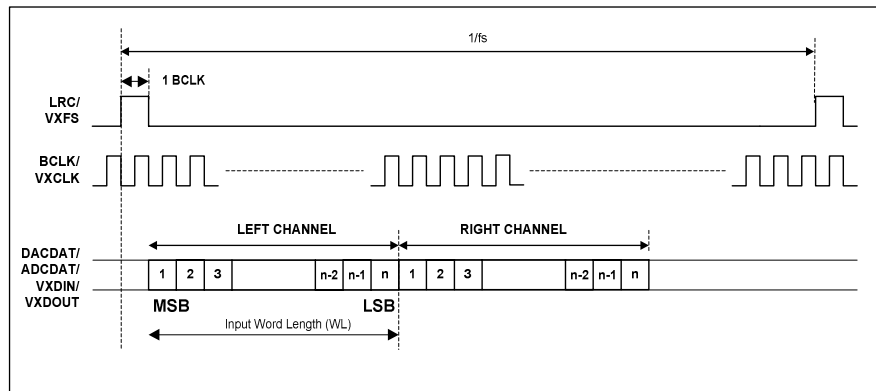 1/fs
1 BCLK
LRC/
VXFS
BCLK/
VXCLK
LEFT CHANNEL
RIGHT CHANNEL
DACDAT/
ADCDAT/
VXDIN/
VXDOUT
1 2 3 n-2 n-1 n 1 2 3 n-2 n-1 n
MSB LSB
Input Word Length (WL)